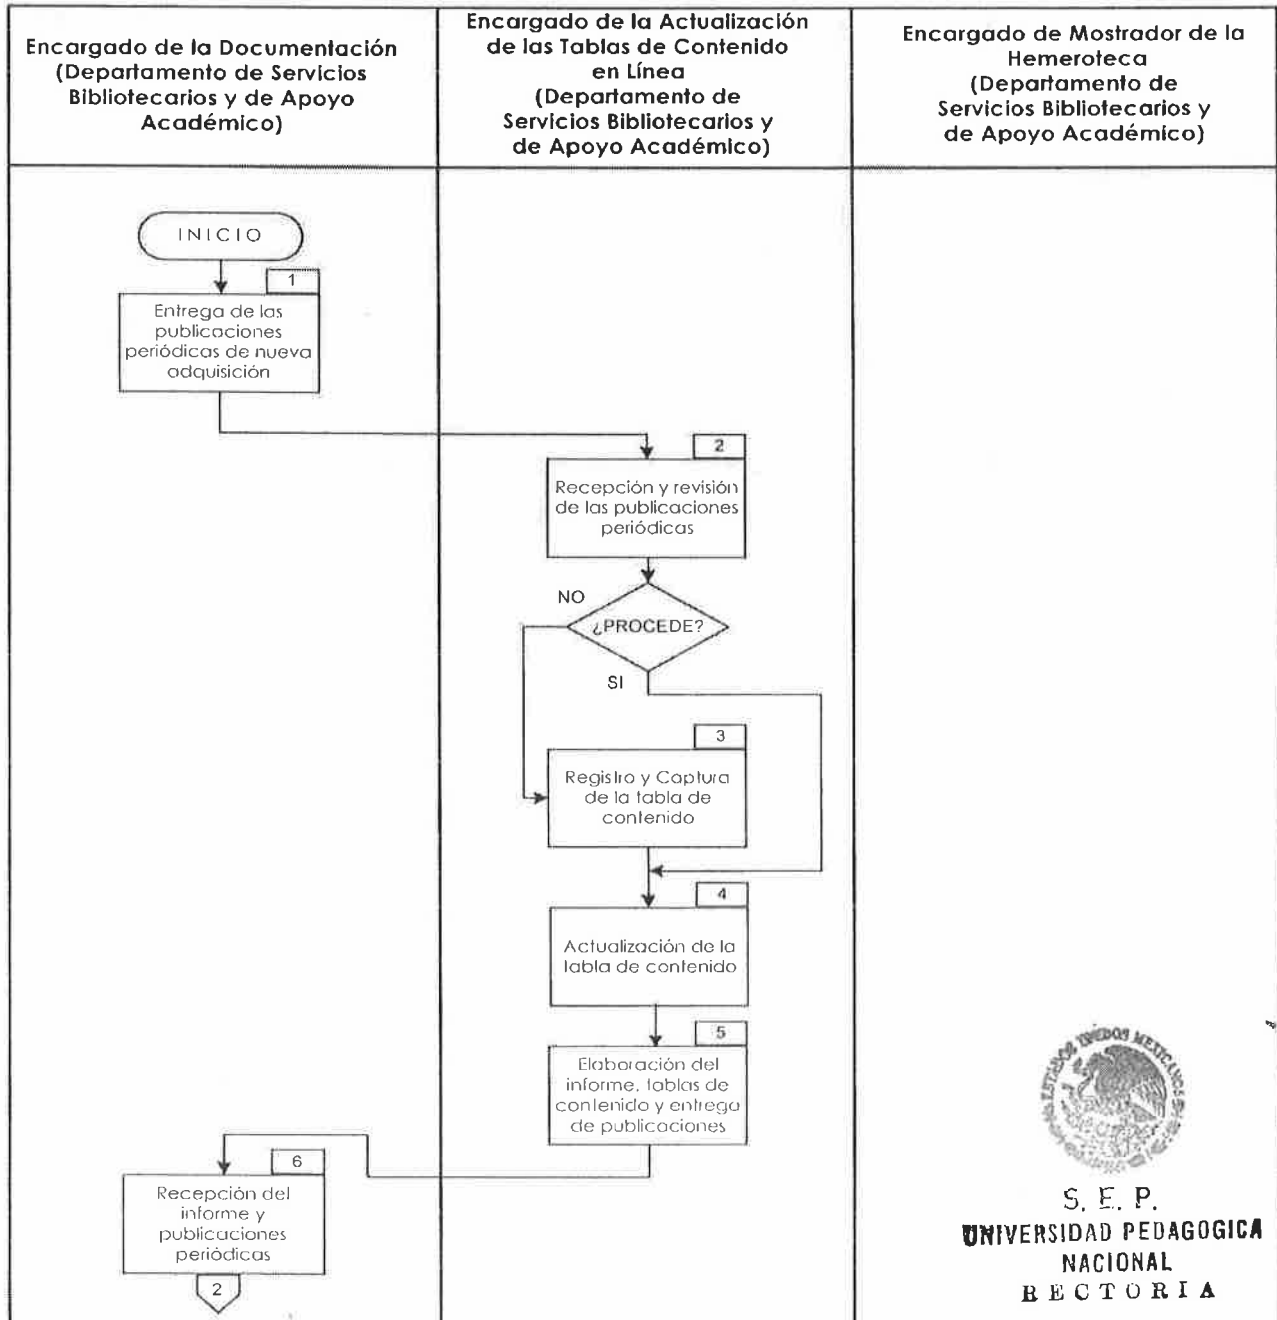 Encargado de la Documentación
(Departamento de Servicios
Bibliotecarios y de Apoyo
Académico)
Encargado de la Actualización
de las Tablas de Contenido
en Línea
(Departamento de
Servicios Bibliotecarios y
de Apoyo Académico)
Encargado de Mostrador de la
Hemeroteca
(Departamento de
Servicios Bibliotecarios y
de Apoyo Académico)
INICIO
1
Entrega de las
publicaciones
periódicas de nueva
adquisición
2
Recepción y revisión
de las publicaciones
periódicas
NO
¿PROCEDE?
SI
3
Registro y Captura
de la tabla de
contenido
4
Actualización de la
tabla de contenido
5
Elaboración del
informe, tablas de
contenido y entrega
de publicaciones
6
Recepción del
informe y
publicaciones
periódicas
2
ESTADOS UNIDOS MEXICANOS
S. E. P.
UNIVERSIDAD PEDAGOGICA
NACIONAL
RECTORIA